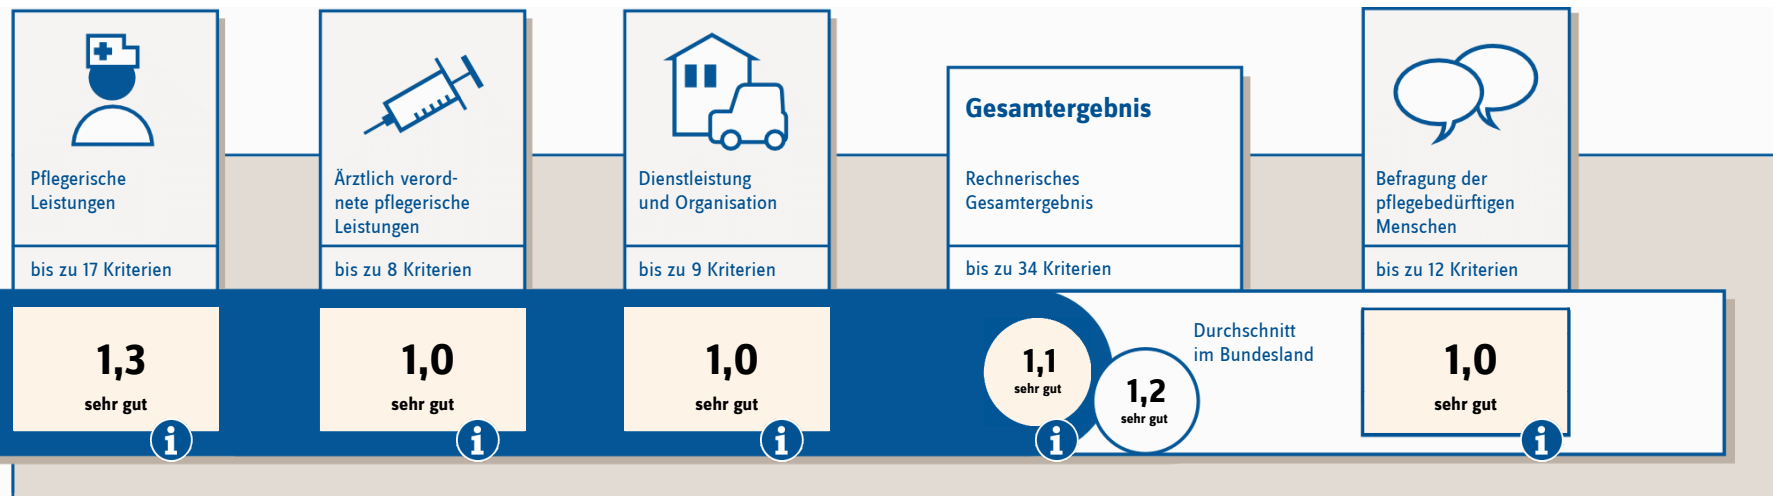 Pflegerische
Leistungen
bis zu 17 Kriterien
1,3
sehr gut
i
Ärztlich verord-
nete pflegerische
Leistungen
bis zu 8 Kriterien
1,0
sehr gut
i
Dienstleistung
und Organisation
bis zu 9 Kriterien
1,0
sehr gut
i
Gesamtergebnis
Rechnerisches
Gesamtergebnis
bis zu 34 Kriterien
1,1
sehr gut
i
1,2
sehr gut
Durchschnitt
im Bundesland
Befragung der
pflegebedürftigen
Menschen
bis zu 12 Kriterien
1,0
sehr gut
i